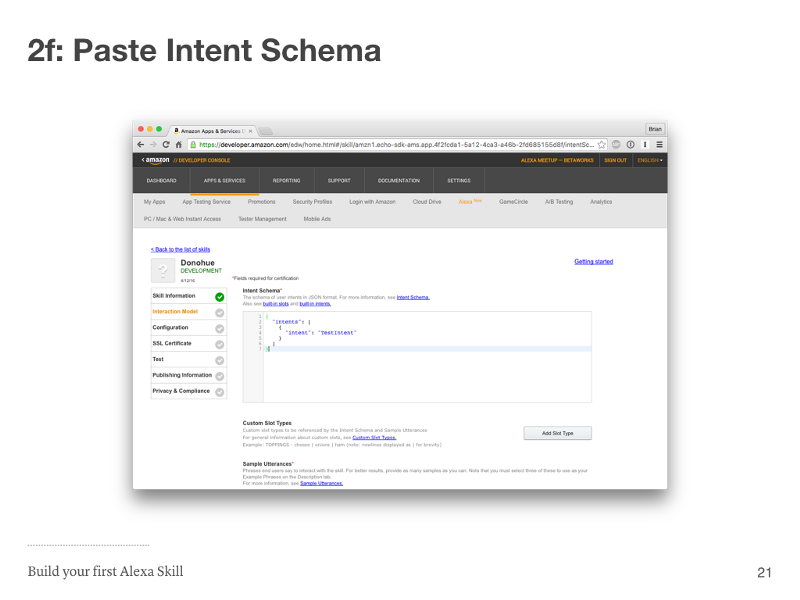 2f: Paste Intent Schema
Amazon Apps & Services D
Brian
https://developer.amazon.com/edw/home.html#/skill/amzn1.echo-sdk-ams.app.4f2fcda1-5a12-4ca3-a46b-2fd685155d8f/intentSc...
amazon // DEVELOPER CONSOLE
ALEXA MEETUP – BETAWORKS
SIGN OUT
ENGLISH
DASHBOARD
APPS & SERVICES
REPORTING
SUPPORT
DOCUMENTATION
SETTINGS
My Apps
App Testing Service
Promotions
Security Profiles
Login with Amazon
Cloud Drive
Alexa Beta
GameCircle
A/B Testing
Analytics
PC / Mac & Web Instant Access
Tester Management
Mobile Ads
< Back to the list of skills
Getting started
Donohue
DEVELOPMENT
4/12/16
*Fields required for certification
Skill Information
Interaction Model
Configuration
SSL Certificate
Test
Publishing Information
Privacy & Compliance
Intent Schema*
The schema of user intents in JSON format. For more information, see Intent Schema.
Also see built-in slots and built-in intents.
1 {
2 "intents": [
3 {
4 "intent": "TestIntent"
5 }
6 ]
7 }
Custom Slot Types
Custom slot types to be referenced by the Intent Schema and Sample Utterances
For general information about custom slots, see Custom Slot Types.
Example: TOPPINGS - cheese | onions | ham (note: newlines displayed as | for brevity)
Add Slot Type
Sample Utterances*
Phrases end users say to interact with the skill. For better results, provide as many samples as you can. Note that you must select three of these to use as your
Example Phrases on the Description tab.
For more information, see Sample Utterances.
Build your first Alexa Skill
21